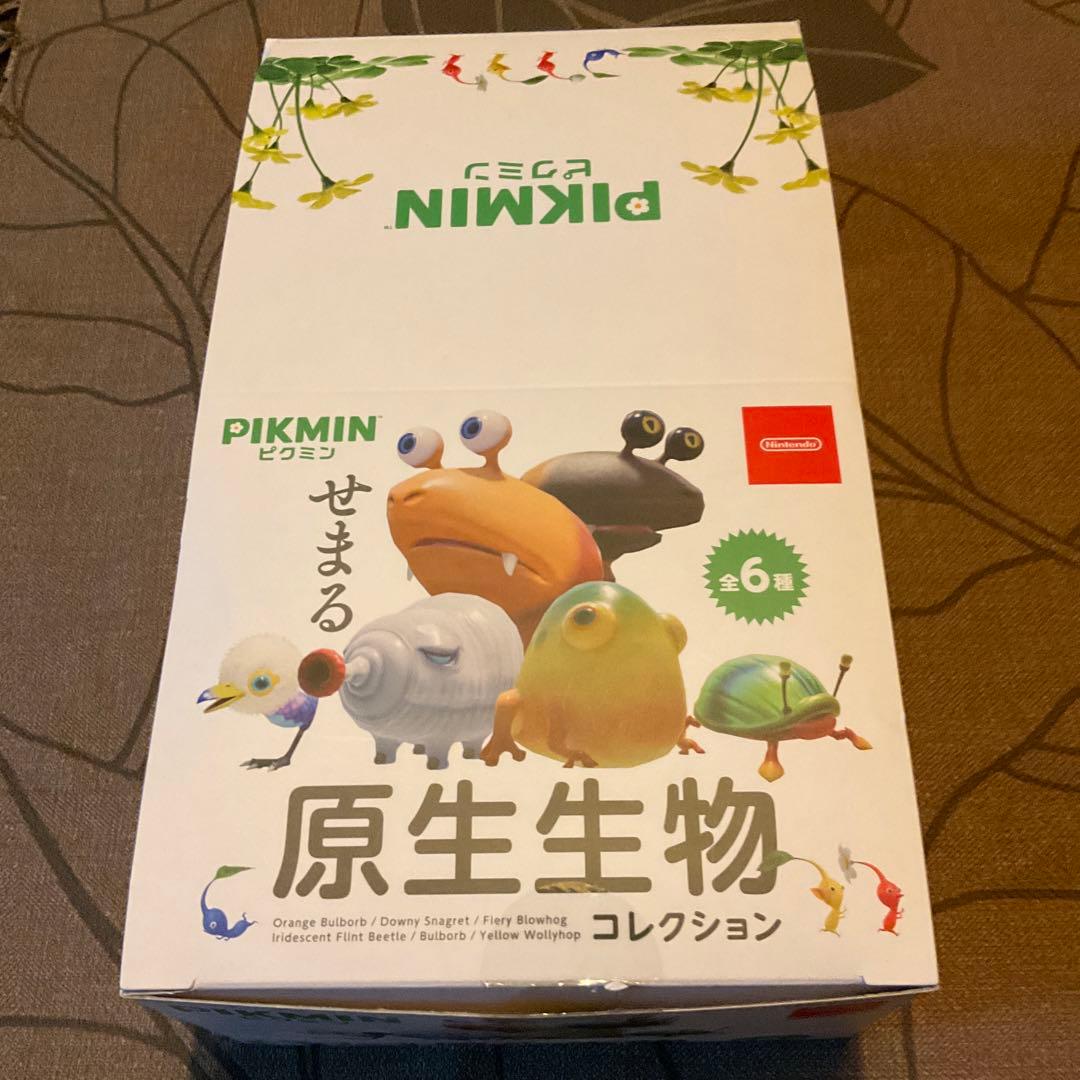 ピクミン
PIKMIN™
PIKMIN™
ピクミン
Nintendo
せまる
全6種
原生生物
Orange Bulborb / Downy Snagret / Fiery Blowhog
Iridescent Flint Beetle / Bulborb / Yellow Wollyhop
コレクション
PIKMIN